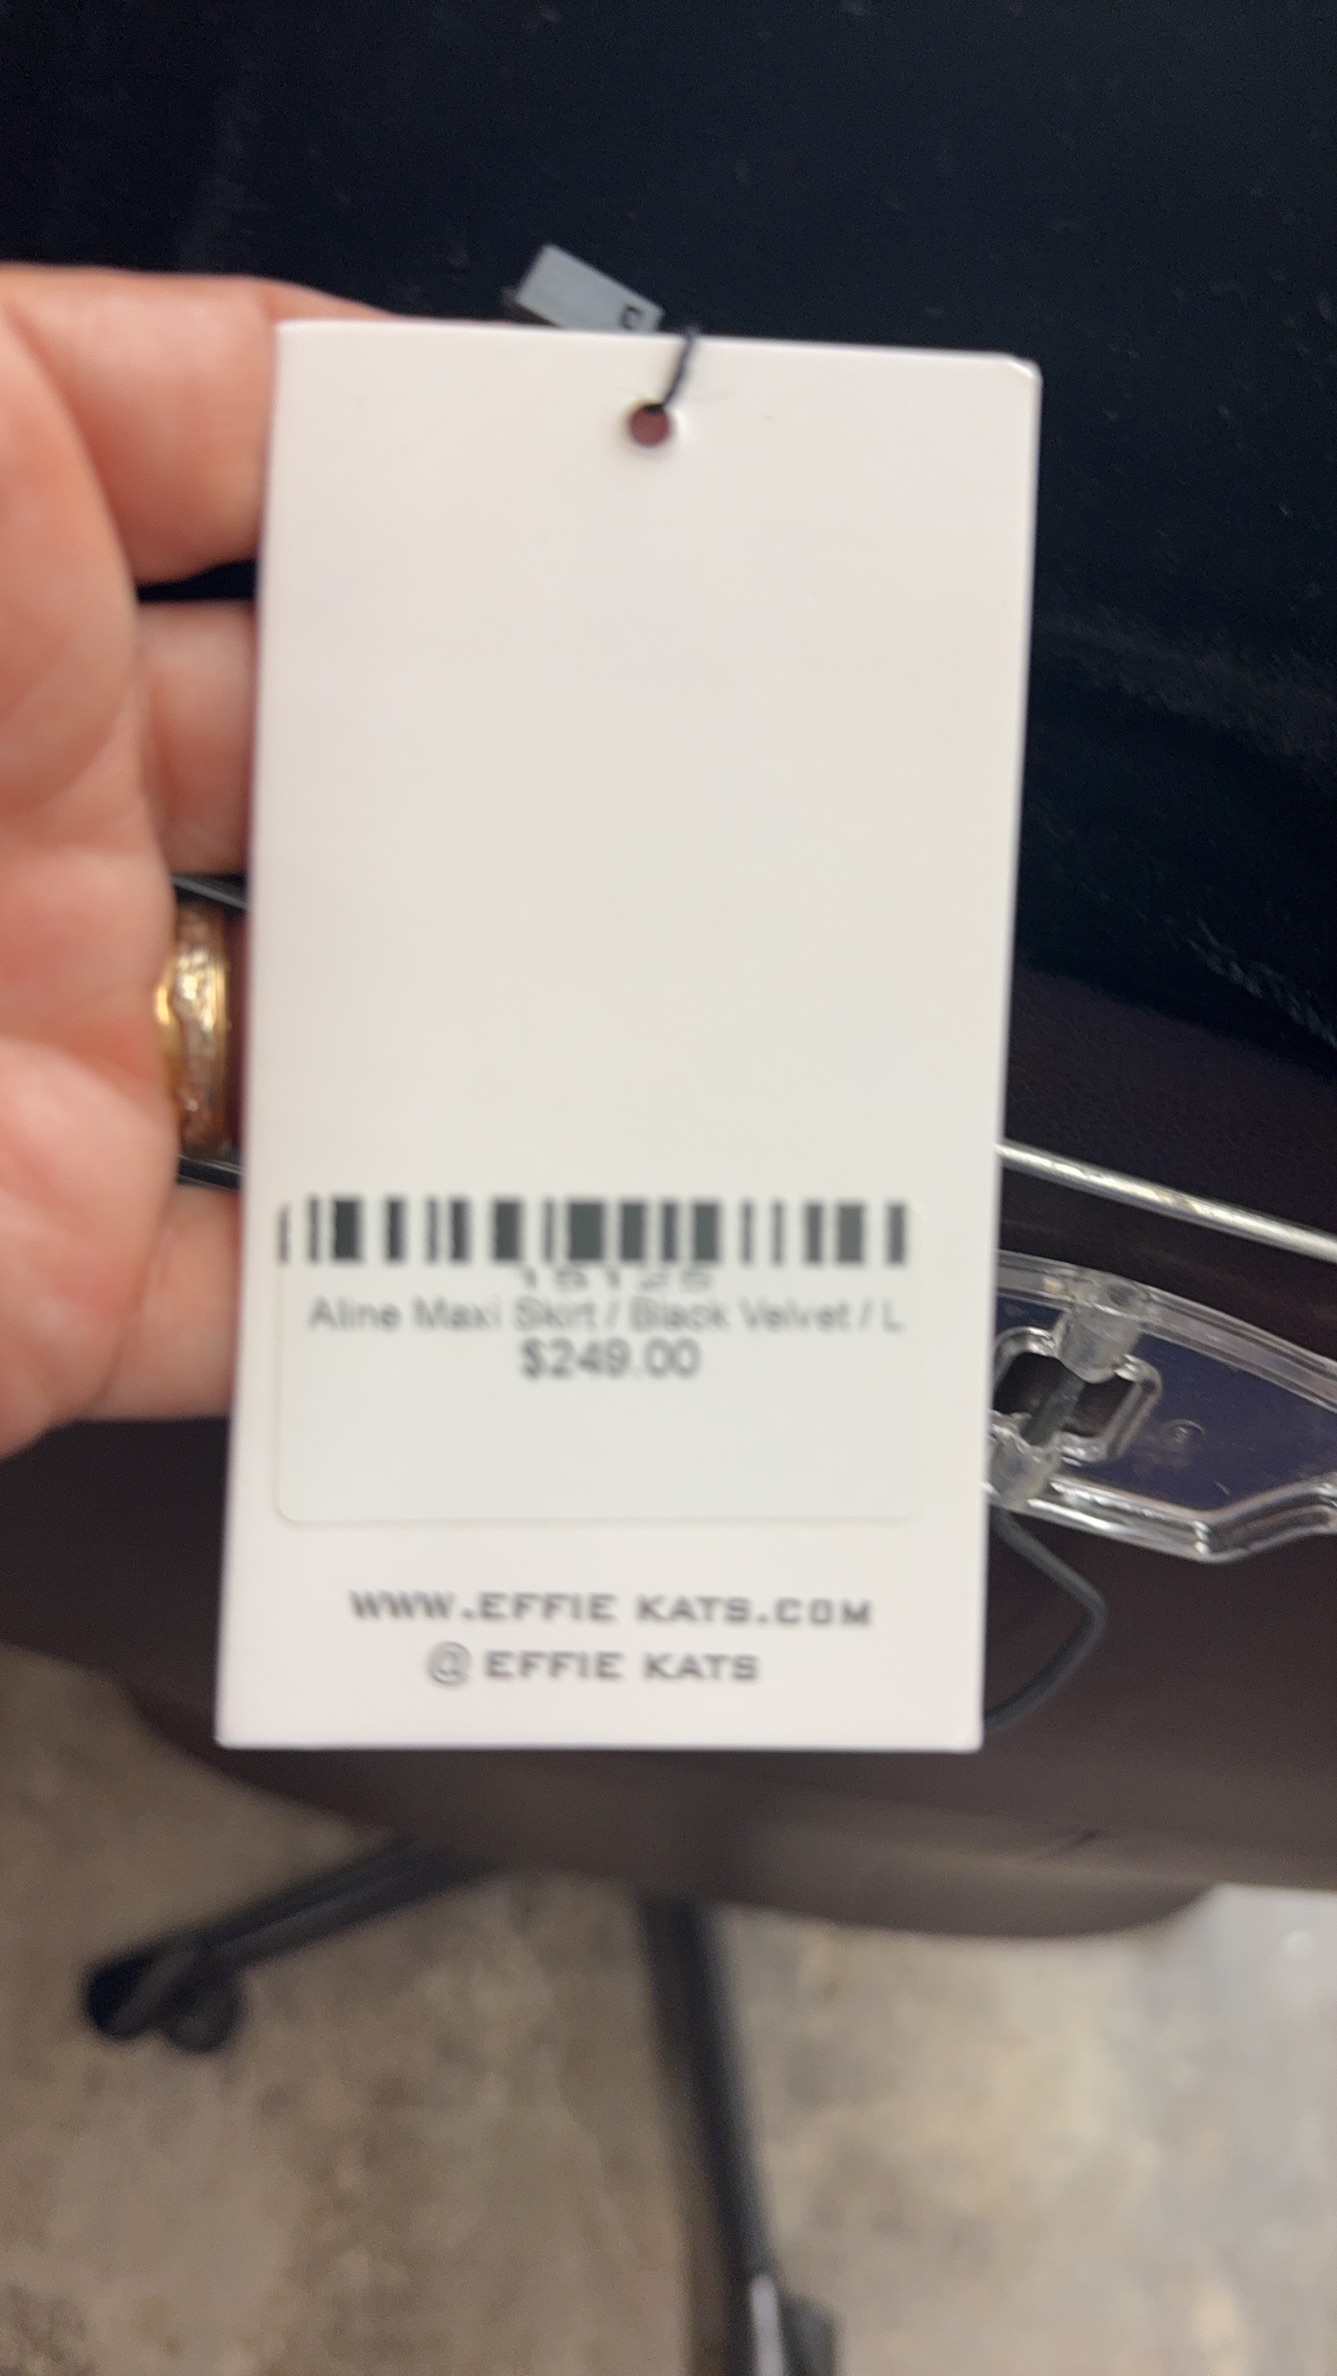 Aline Maxi Skirt / Black Velvet / L
$249.00
WWW.EFFIE KATS.COM
@ EFFIE KATS